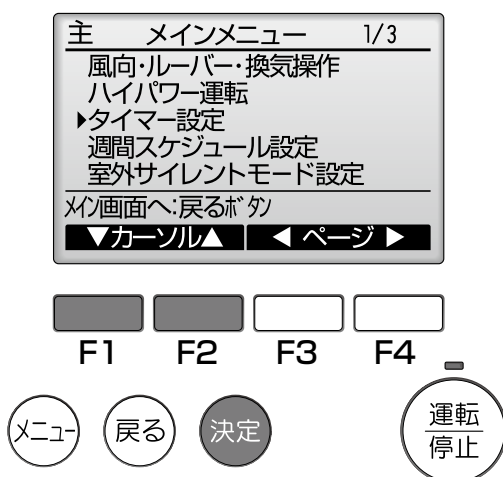 主 メインメニュー 1/3
風向・ルーバー・換気操作
ハイパワー運転
▶タイマー設定
週間スケジュール設定
室外サイレントモード設定
メイン画面へ:戻るボタン
▼カーソル▲ ◀ ページ ▶
F1 F2 F3 F4
メニュー 戻る 決定 運転
停止